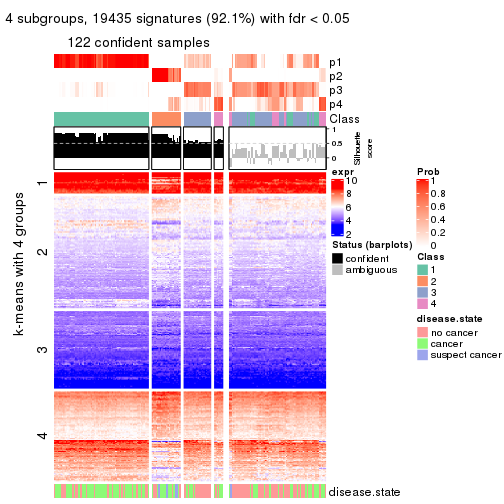 4 subgroups, 19435 signatures (92.1%) with fdr < 0.05
122 confident samples
p1
p2
p3
p4
Class
1
0.5
0
Silhouette
score
k-means with 4 groups
1
2
3
4
disease.state
expr
10
8
6
4
2
Status (barplots)
confident
ambiguous
Prob
1
0.8
0.6
0.4
0.2
0
Class
1
2
3
4
disease.state
no cancer
cancer
suspect cancer